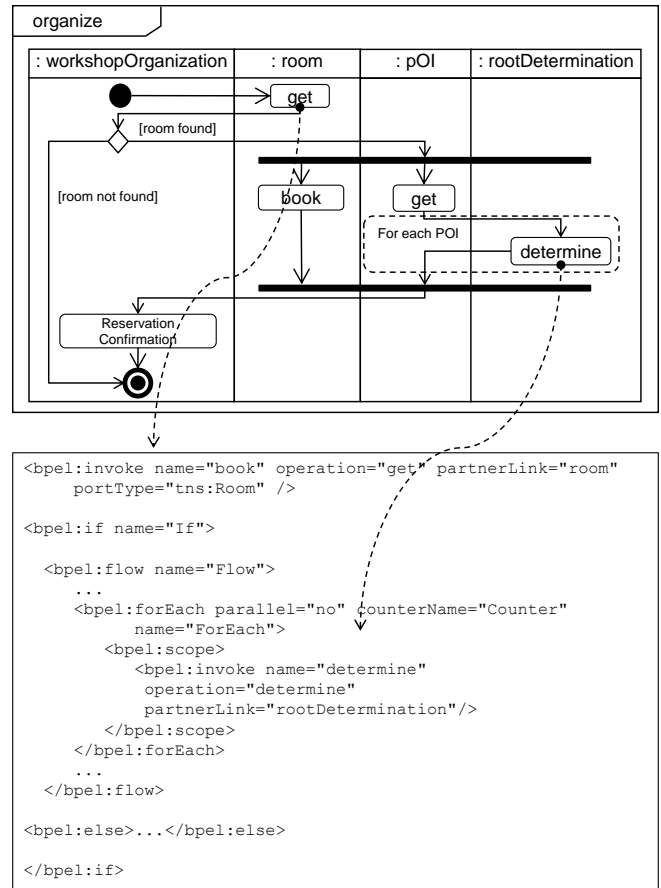 organize
: workshopOrganization
: room
: pOI
: rootDetermination
get
[room found]
[room not found]
book
get
For each POI
determine
Reservation
Confirmation
<bpel:invoke name="book" operation="get" partnerLink="room"
portType="tns:Room" />
<bpel:if name="If">
<bpel:flow name="Flow">
...
<bpel:forEach parallel="no" counterName="Counter"
name="ForEach">
<bpel:scope>
<bpel:invoke name="determine"
operation="determine"
partnerLink="rootDetermination"/>
</bpel:scope>
</bpel:forEach>
...
</bpel:flow>
<bpel:else>...</bpel:else>
</bpel:if>